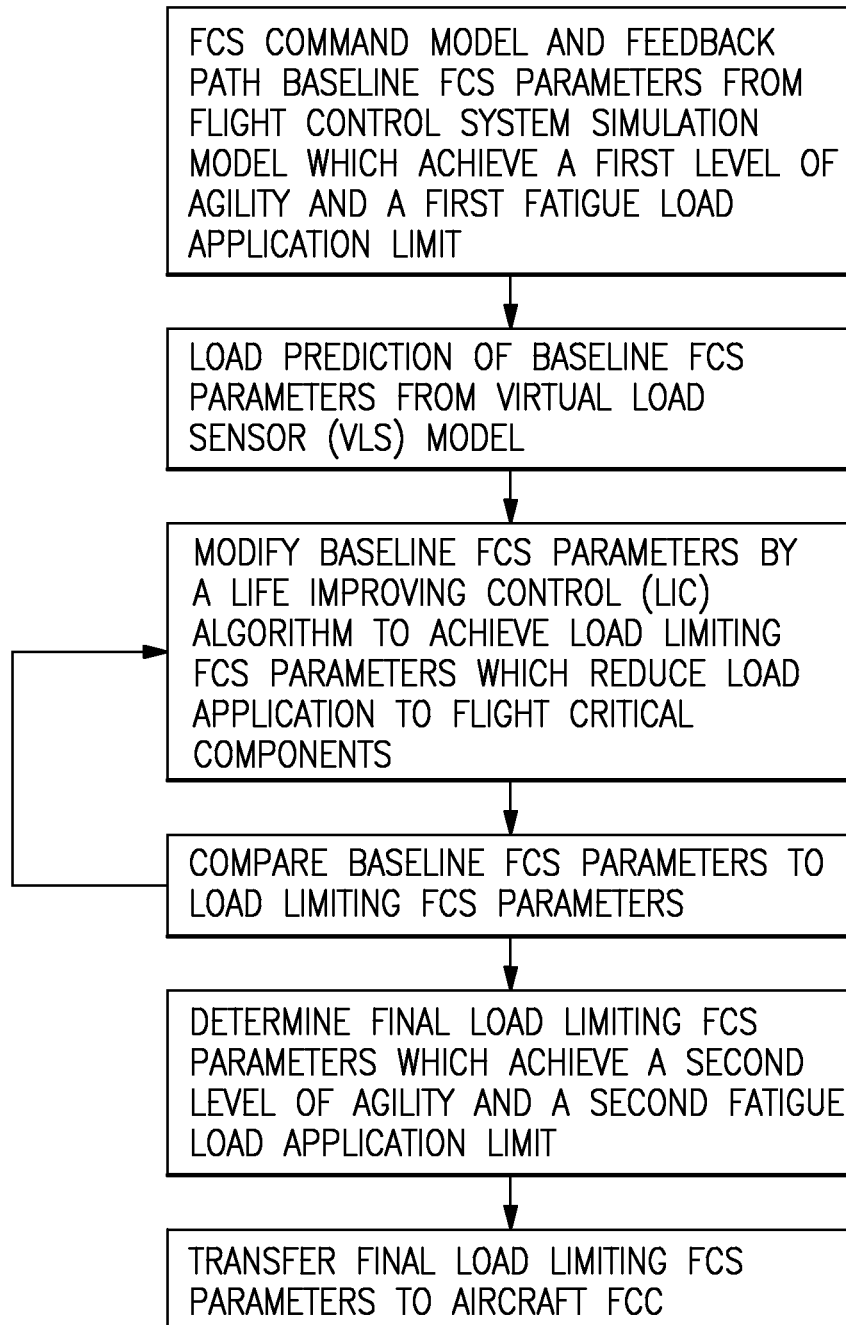 FCS COMMAND MODEL AND FEEDBACK
PATH BASELINE FCS PARAMETERS FROM
FLIGHT CONTROL SYSTEM SIMULATION
MODEL WHICH ACHIEVE A FIRST LEVEL OF
AGILITY AND A FIRST FATIGUE LOAD
APPLICATION LIMIT
LOAD PREDICTION OF BASELINE FCS
PARAMETERS FROM VIRTUAL LOAD
SENSOR (VLS) MODEL
MODIFY BASELINE FCS PARAMETERS BY
A LIFE IMPROVING CONTROL (LIC)
ALGORITHM TO ACHIEVE LOAD LIMITING
FCS PARAMETERS WHICH REDUCE LOAD
APPLICATION TO FLIGHT CRITICAL
COMPONENTS
COMPARE BASELINE FCS PARAMETERS TO
LOAD LIMITING FCS PARAMETERS
DETERMINE FINAL LOAD LIMITING FCS
PARAMETERS WHICH ACHIEVE A SECOND
LEVEL OF AGILITY AND A SECOND FATIGUE
LOAD APPLICATION LIMIT
TRANSFER FINAL LOAD LIMITING FCS
PARAMETERS TO AIRCRAFT FCC